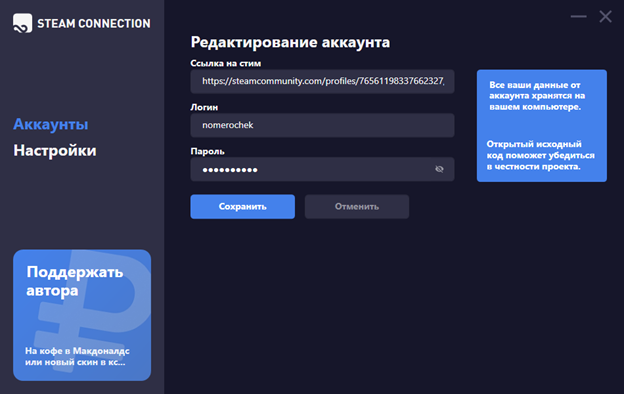 STEAM CONNECTION
Аккаунты
Настройки
Поддержать
автора
На кофе в Макдоналдс
или новый скин в кс...
Редактирование аккаунта
Ссылка на стим
https://steamcommunity.com/profiles/76561198337662327,
Логин
nomerochek
Пароль
••••••••••
Сохранить
Отменить
Все ваши данные от
аккаунта хранятся на
вашем компьютере.
Открытый исходный
код поможет убедиться
в честности проекта.